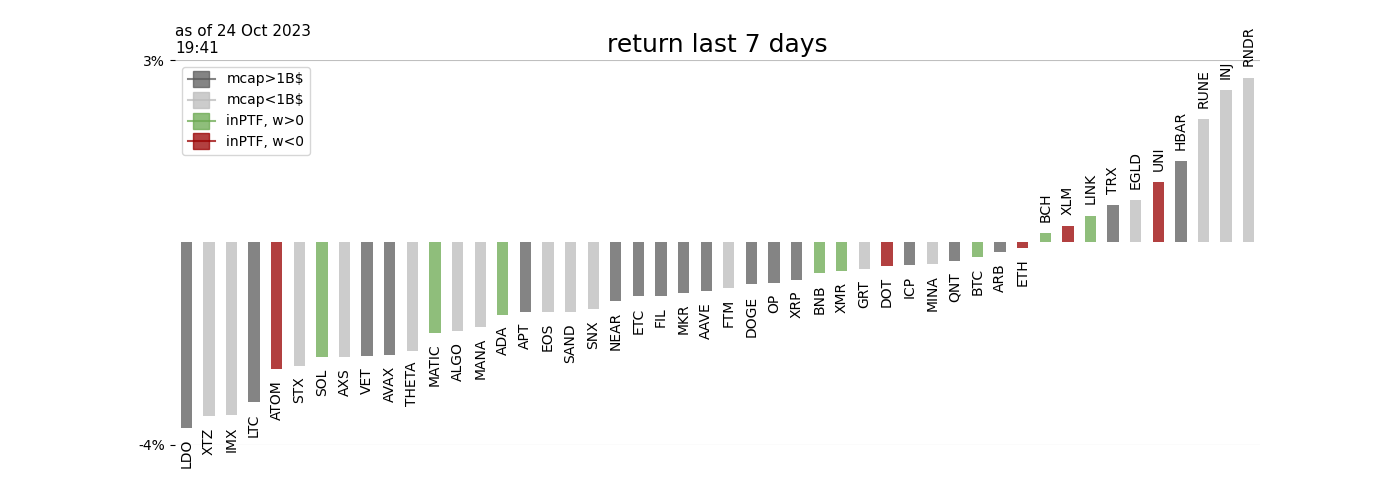 as of 24 Oct 2023
19:41
return last 7 days
3%
mcap>1B$
mcap<1B$
inPTF, w>0
inPTF, w<0
-4%
LDO
XTZ
IMX
LTC
ATOM
STX
SOL
AXS
VET
AVAX
THETA
MATIC
ALGO
MANA
ADA
APT
EOS
SAND
SNX
NEAR
ETC
FIL
MKR
AAVE
FTM
DOGE
OP
XRP
BNB
XMR
GRT
DOT
ICP
MINA
QNT
BTC
ARB
ETH
BCH
XLM
LINK
TRX
EGLD
UNI
HBAR
RUNE
INJ
RNDR